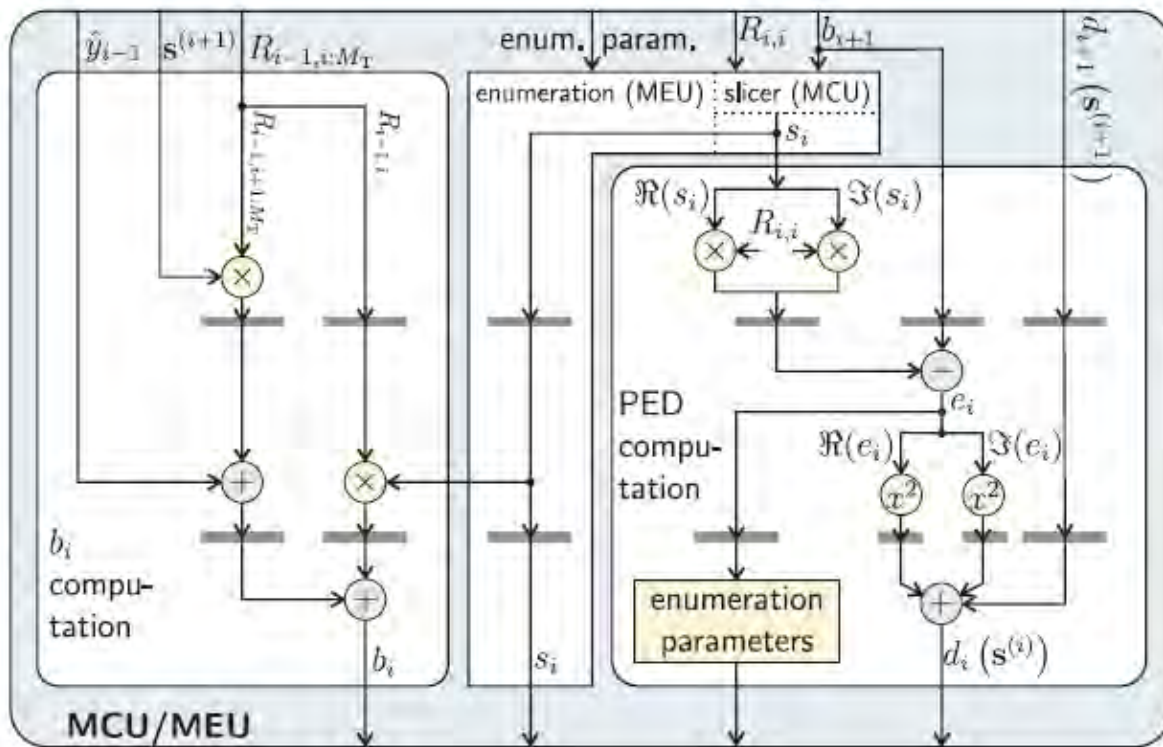 ŷ_{i−1} s^{(i+1)} R_{i−1,i:M_T} enum. param. R_{i,i} b_{i+1} d_{i+1}(s^{(i+1)})
enumeration (MEU) slicer (MCU)
R_{i−1,i+1:M_T} R_{i−1,i} s_i
ℜ(s_i) ℑ(s_i)
R_{i,i}
× × ×
−
e_i
PED
compu-
tation
ℜ(e_i) ℑ(e_i)
+ × x² x²
b_i
compu-
tation
+ +
enumeration
parameters
b_i s_i d_i (s^{(i)})
MCU/MEU